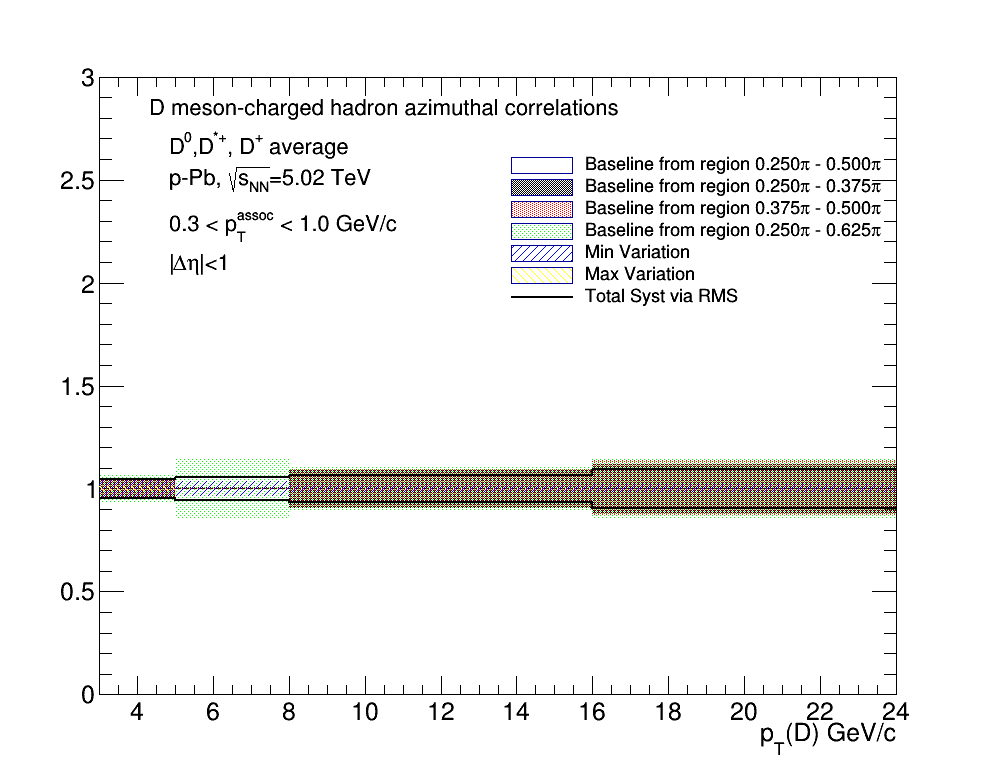 D meson-charged hadron azimuthal correlations
D⁰,D*⁺, D⁺ average
p-Pb, √s_NN=5.02 TeV
0.3 < p_T^assoc < 1.0 GeV/c
|Δη|<1
Baseline from region 0.250π - 0.500π
Baseline from region 0.250π - 0.375π
Baseline from region 0.375π - 0.500π
Baseline from region 0.250π - 0.625π
Min Variation
Max Variation
Total Syst via RMS
3
2.5
2
1.5
1
0.5
0
4 6 8 10 12 14 16 18 20 22 24
p_T(D) GeV/c